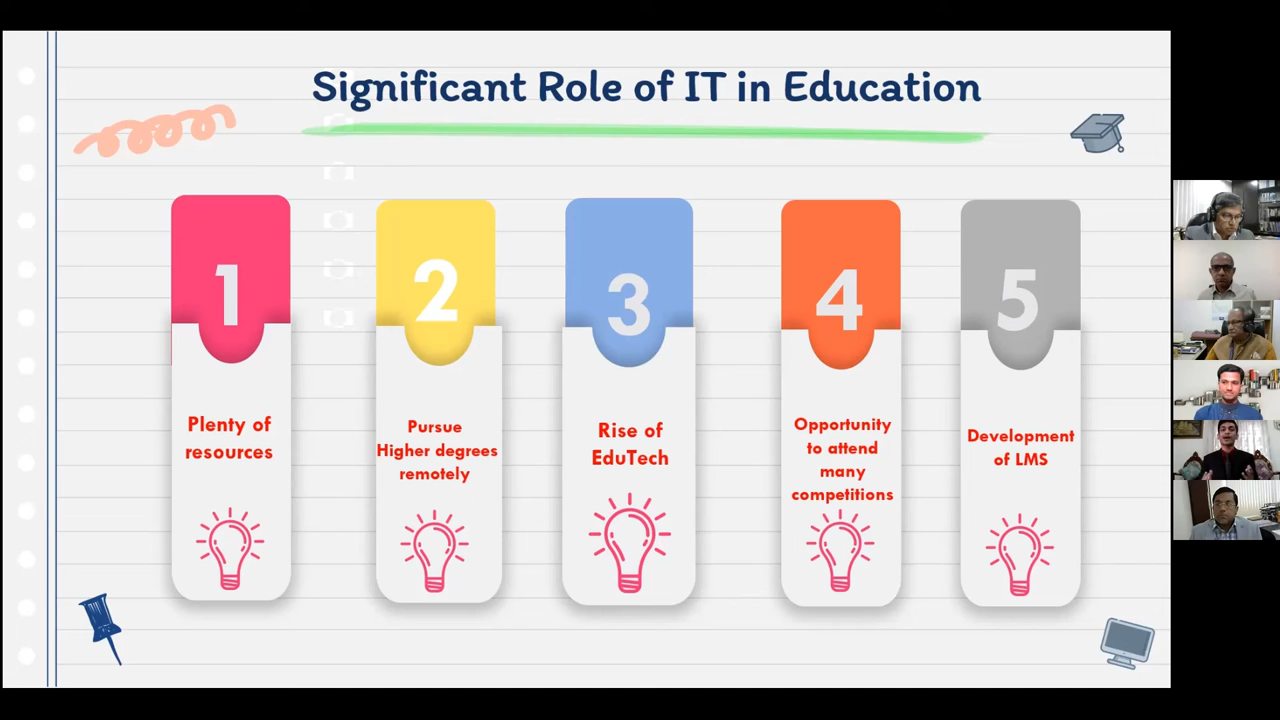 Significant Role of IT in Education
1
Plenty of
resources
2
Pursue
Higher degrees
remotely
3
Rise of
EduTech
4
Opportunity
to attend
many
competitions
5
Development
of LMS